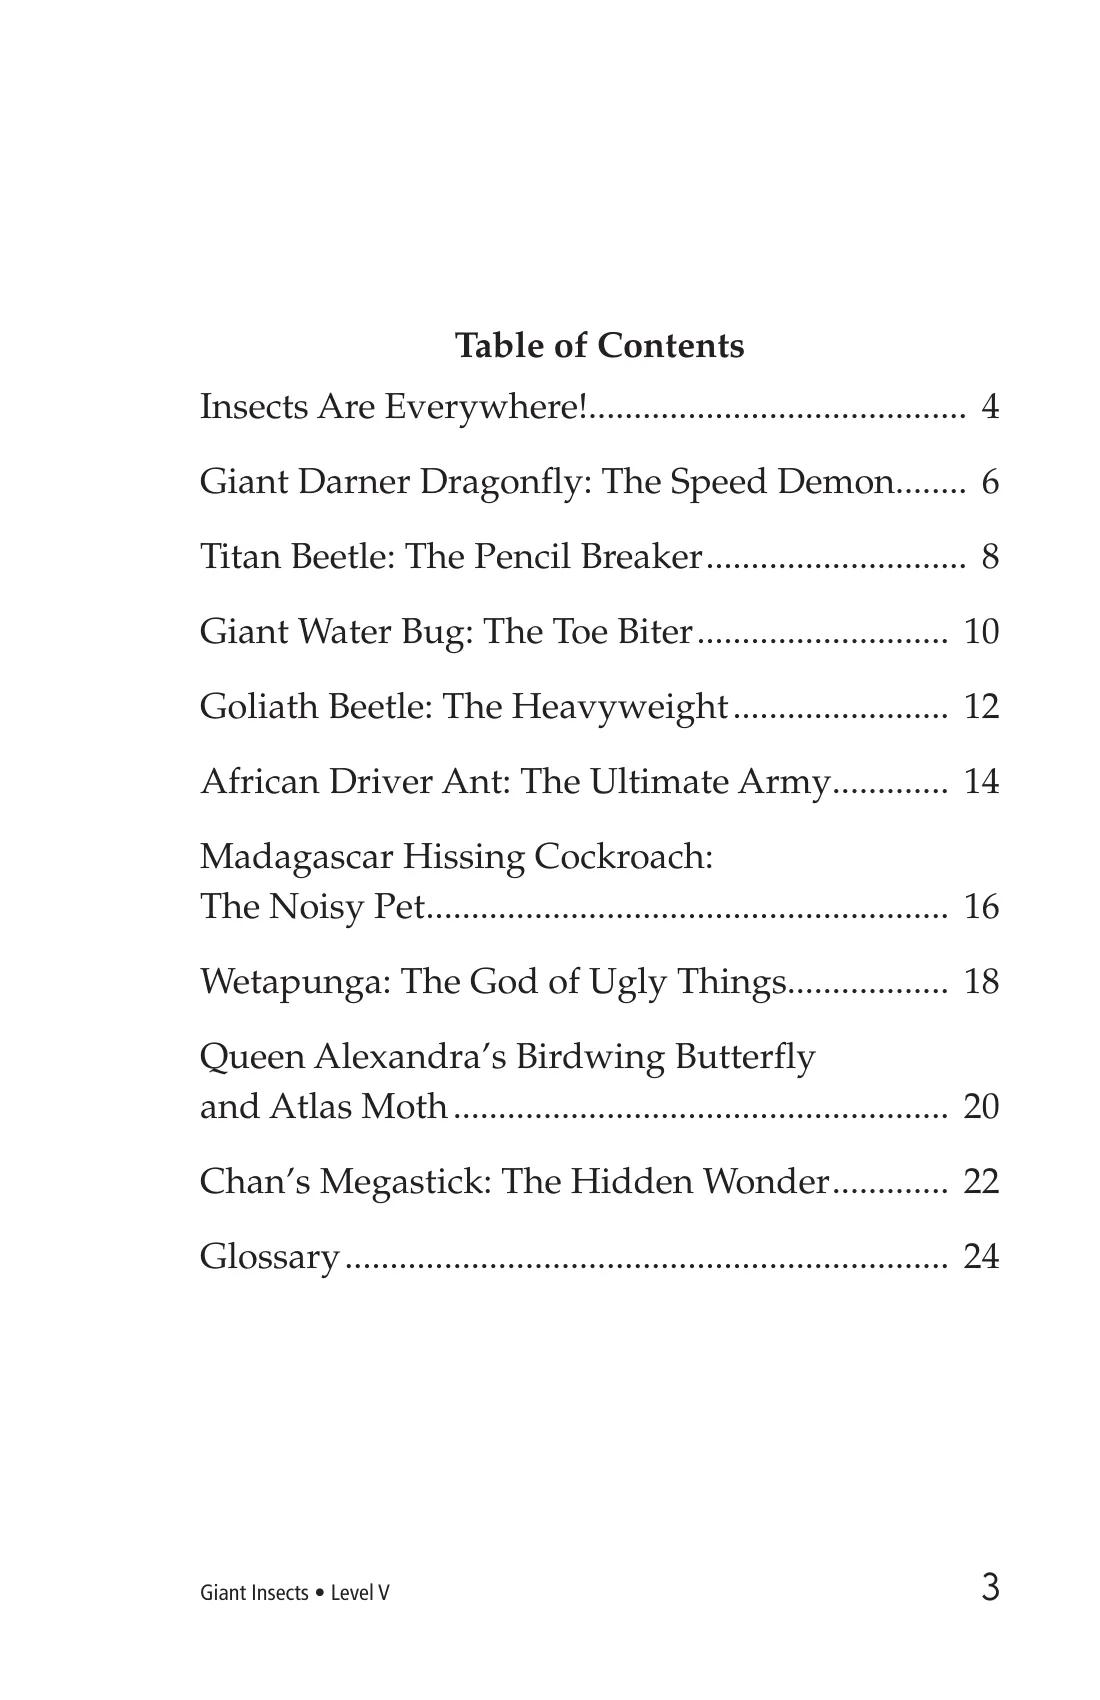 Table of Contents
Insects Are Everywhere!.......................................... 4
Giant Darner Dragonfly: The Speed Demon........ 6
Titan Beetle: The Pencil Breaker............................. 8
Giant Water Bug: The Toe Biter............................ 10
Goliath Beetle: The Heavyweight........................ 12
African Driver Ant: The Ultimate Army............. 14
Madagascar Hissing Cockroach:
The Noisy Pet.......................................................... 16
Wetapunga: The God of Ugly Things.................. 18
Queen Alexandra’s Birdwing Butterfly
and Atlas Moth....................................................... 20
Chan’s Megastick: The Hidden Wonder............. 22
Glossary................................................................... 24
Giant Insects • Level V 3